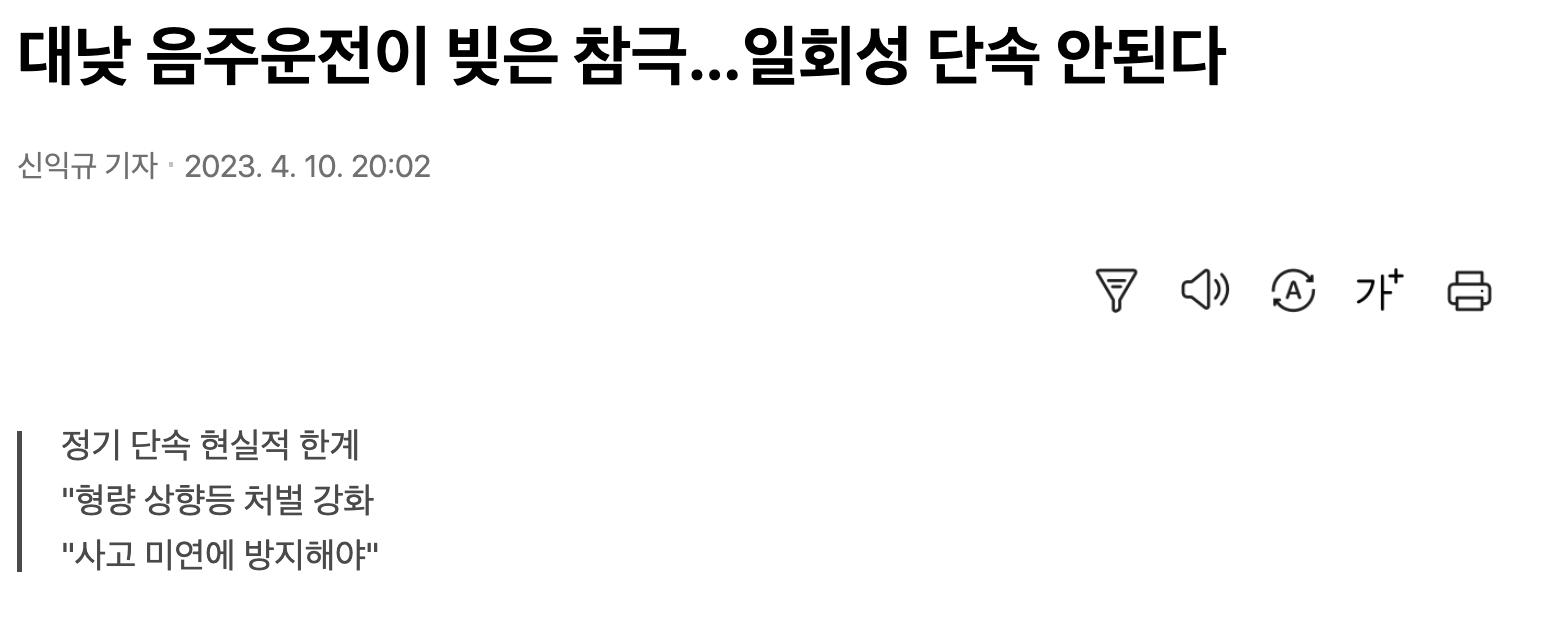 대낮 음주운전이 빚은 참극...일회성 단속 안된다
신익규 기자 · 2023. 4. 10. 20:02
A 가+
정기 단속 현실적 한계
"형량 상향등 처벌 강화
"사고 미연에 방지해야"